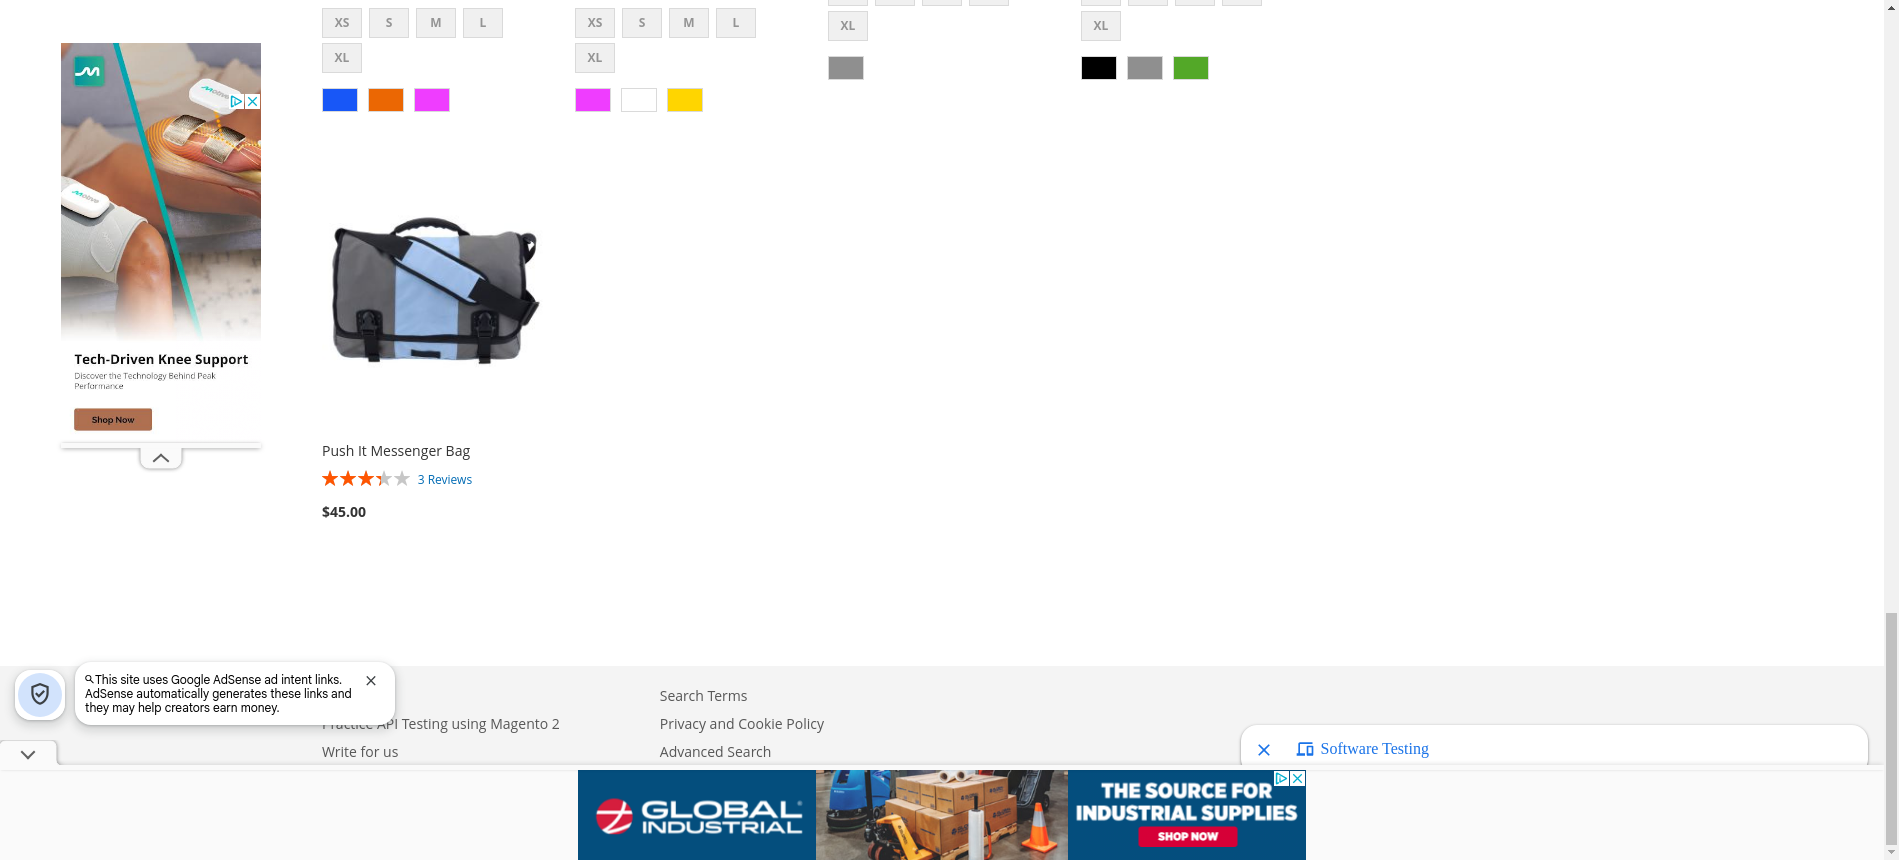 XS S M L
XL
XS S M L
XL
XL
XL
Tech-Driven Knee Support
Discover the Technology Behind Peak
Performance
Shop Now
Push It Messenger Bag
3 Reviews
$45.00
This site uses Google AdSense ad intent links.
AdSense automatically generates these links and
they may help creators earn money.
Practice API Testing using Magento 2
Write for us
Search Terms
Privacy and Cookie Policy
Advanced Search
Software Testing
GLOBAL
INDUSTRIAL
THE SOURCE FOR
INDUSTRIAL SUPPLIES
SHOP NOW